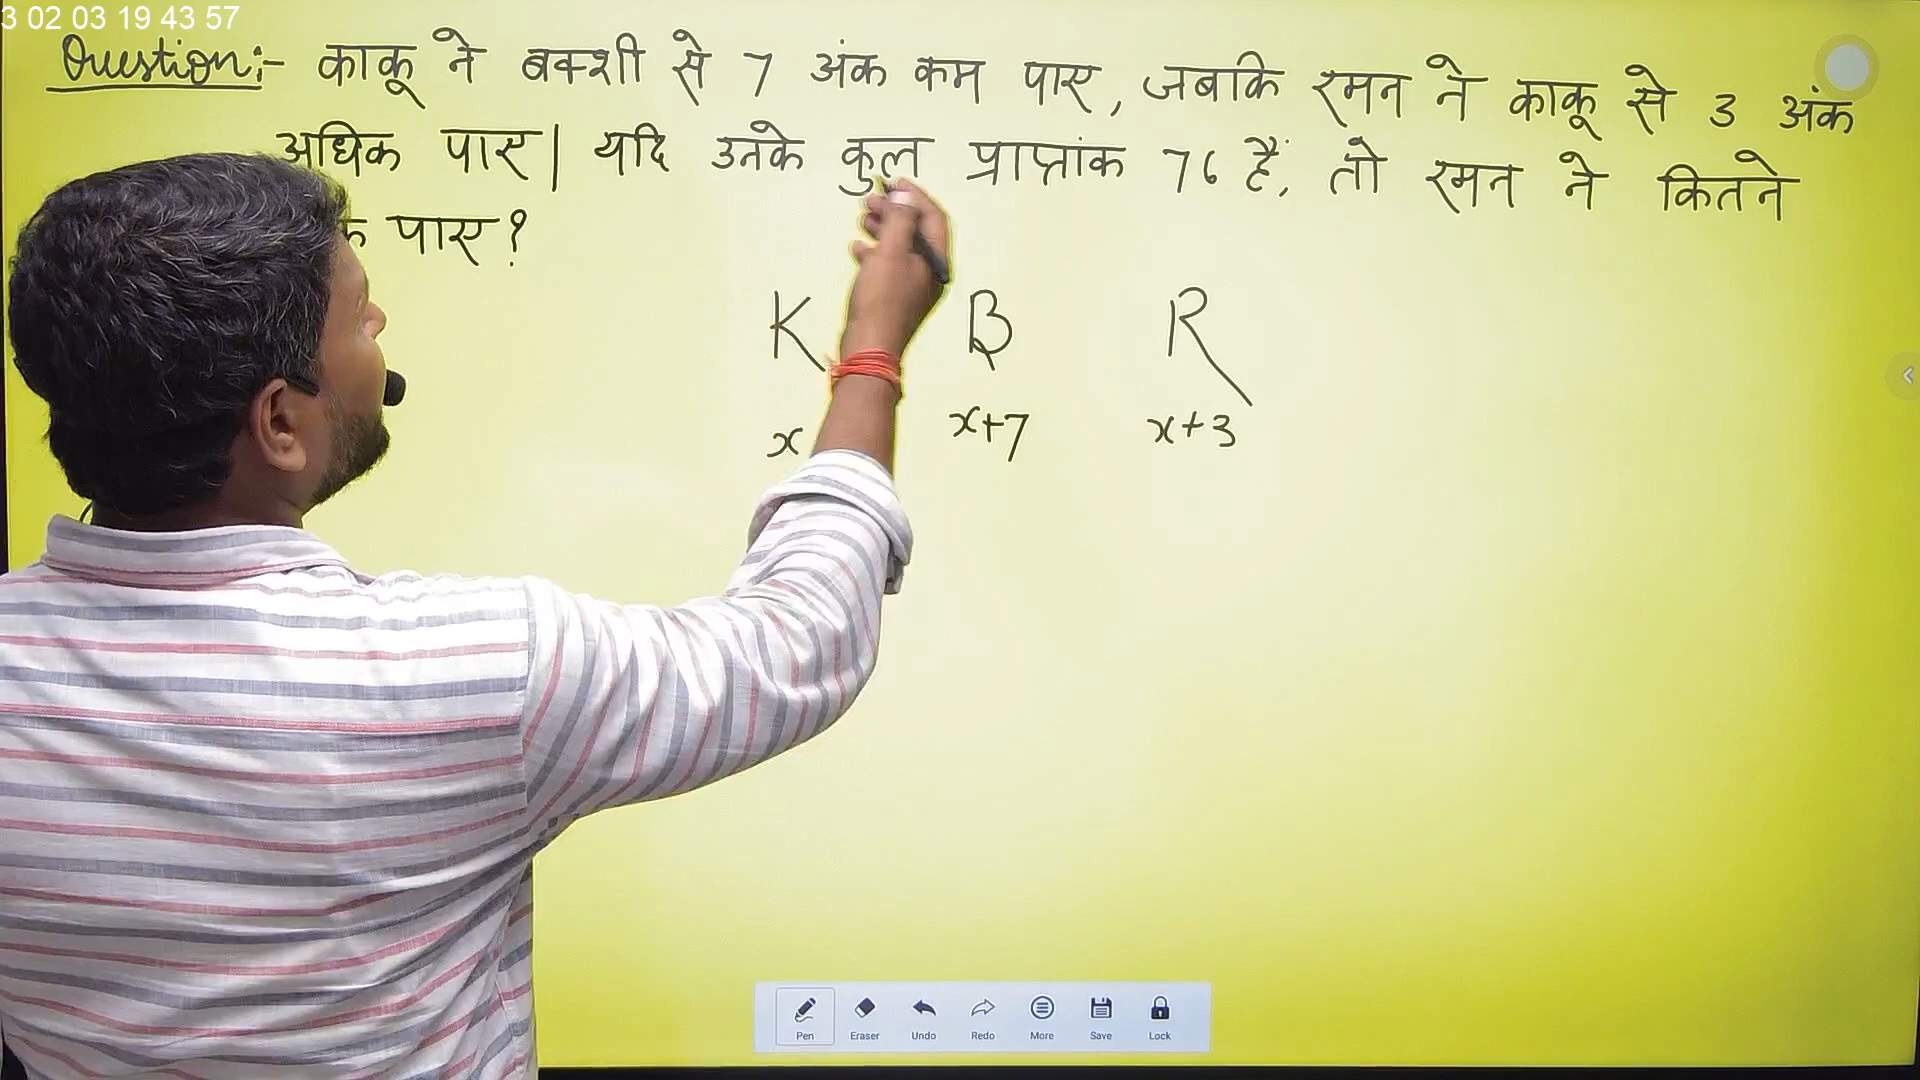 3 02 03 19 43 57
Question:- काकू ने बक्शी से 7 अंक कम पाए, जबकि रमन ने काकू से 3 अंक
अधिक पाए। यदि उनके कुल प्राप्तांक 76 हैं, तो रमन ने कितने
पाए?
K B R
x x+7 x+3
Pen Eraser Undo Redo More Save Lock